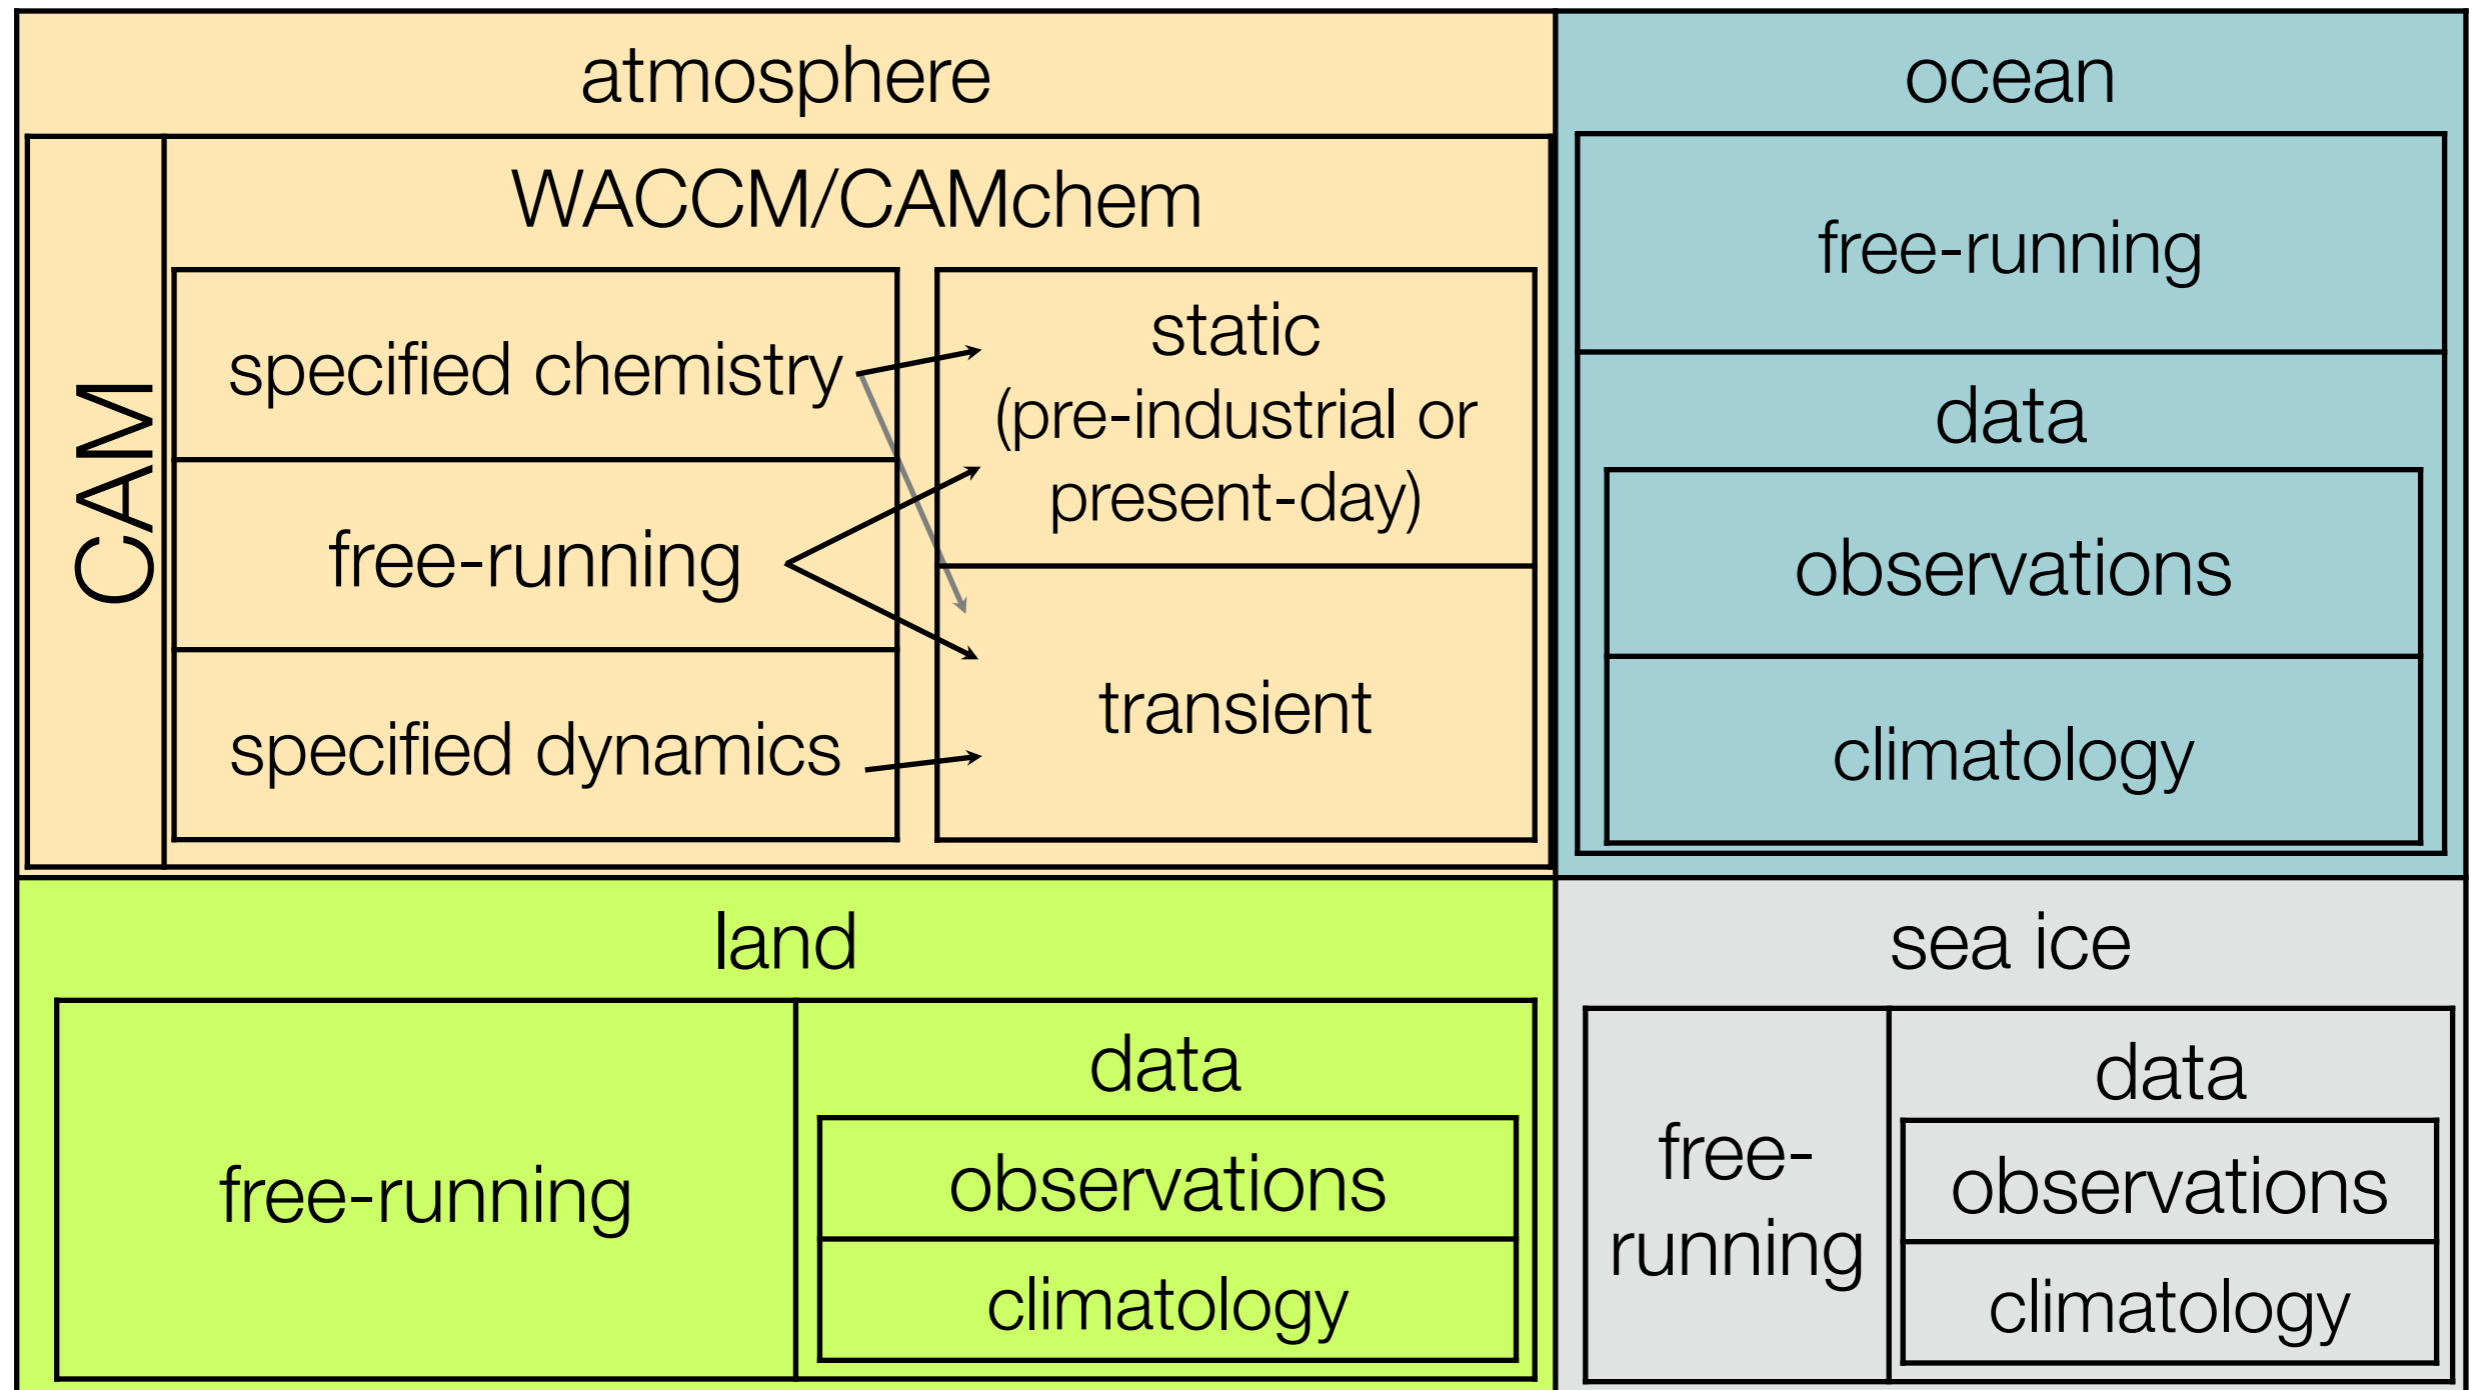 atmosphere
CAM
WACCM/CAMchem
specified chemistry
free-running
specified dynamics
static
(pre-industrial or
present-day)
transient
ocean
free-running
data
observations
climatology
land
free-running
data
observations
climatology
sea ice
free-
running
data
observations
climatology